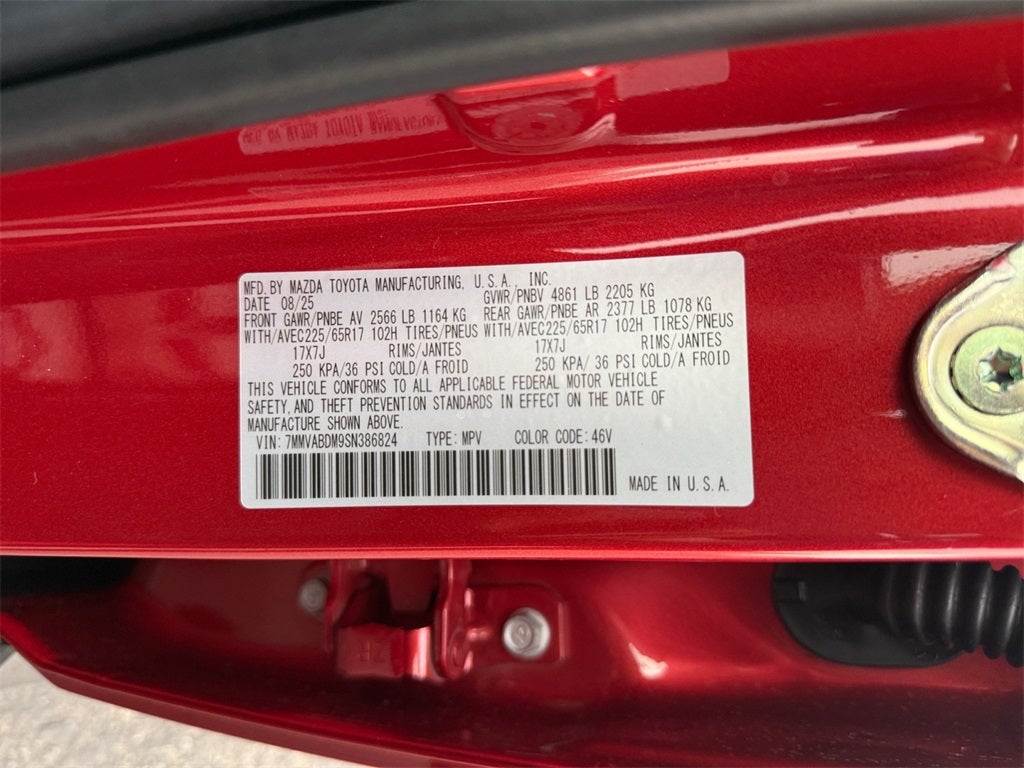 MFD. BY MAZDA TOYOTA MANUFACTURING, U.S.A., INC.
DATE 08/25 GVWR/PNBV 4861 LB 2205 KG
FRONT GAWR/PNBE AV 2566 LB 1164 KG REAR GAWR/PNBE AR 2377 LB 1078 KG
WITH/AVEC225/65R17 102H TIRES/PNEUS WITH/AVEC225/65R17 102H TIRES/PNEUS
17X7J RIMS/JANTES 17X7J RIMS/JANTES
250 KPA/36 PSI COLD/A FROID 250 KPA/36 PSI COLD/A FROID
THIS VEHICLE CONFORMS TO ALL APPLICABLE FEDERAL MOTOR VEHICLE
SAFETY, AND THEFT PREVENTION STANDARDS IN EFFECT ON THE DATE OF
MANUFACTURE SHOWN ABOVE.
VIN: 7MMVABDM9SN386824 TYPE: MPV COLOR CODE: 46V
MADE IN U.S.A.